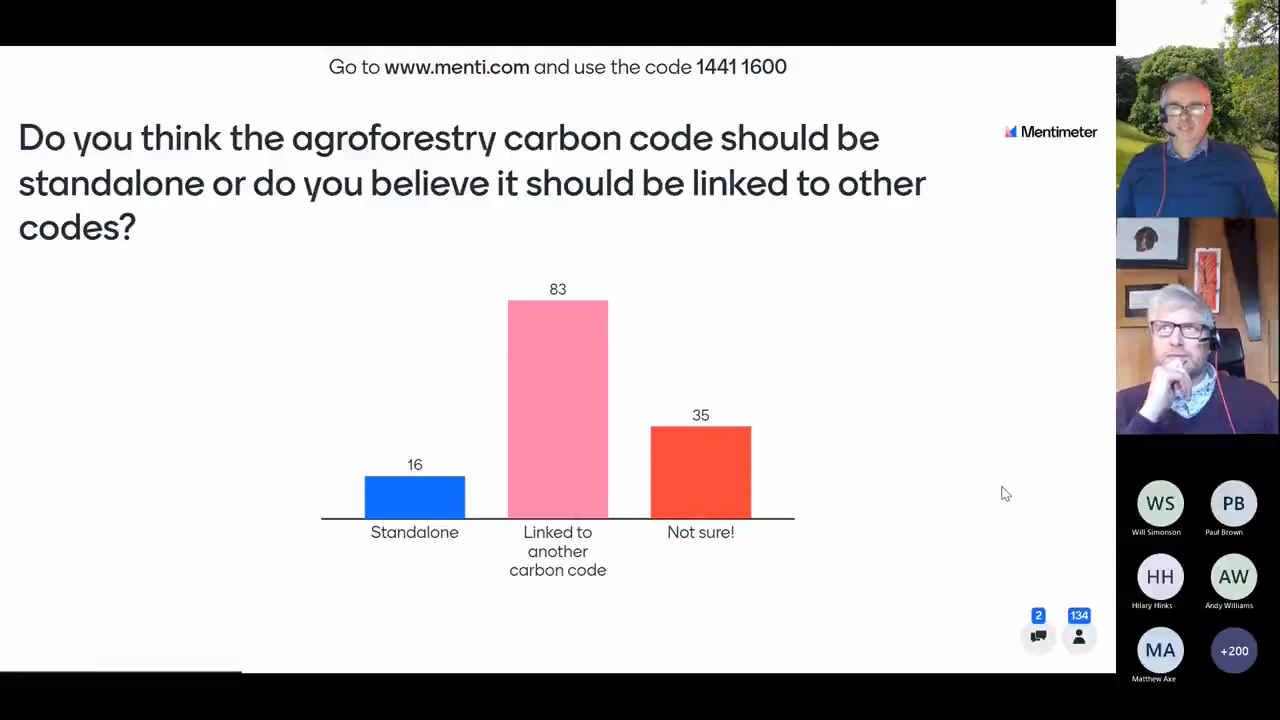 Go to www.menti.com and use the code 1441 1600
Mentimeter
Do you think the agroforestry carbon code should be
standalone or do you believe it should be linked to other
codes?
83
35
16
Standalone
Linked to
another
carbon code
Not sure!
2
134
WS
Will Simonson
PB
Paul Brown
HH
Hilary Hinks
AW
Andy Williams
MA
Matthew Axe
+200